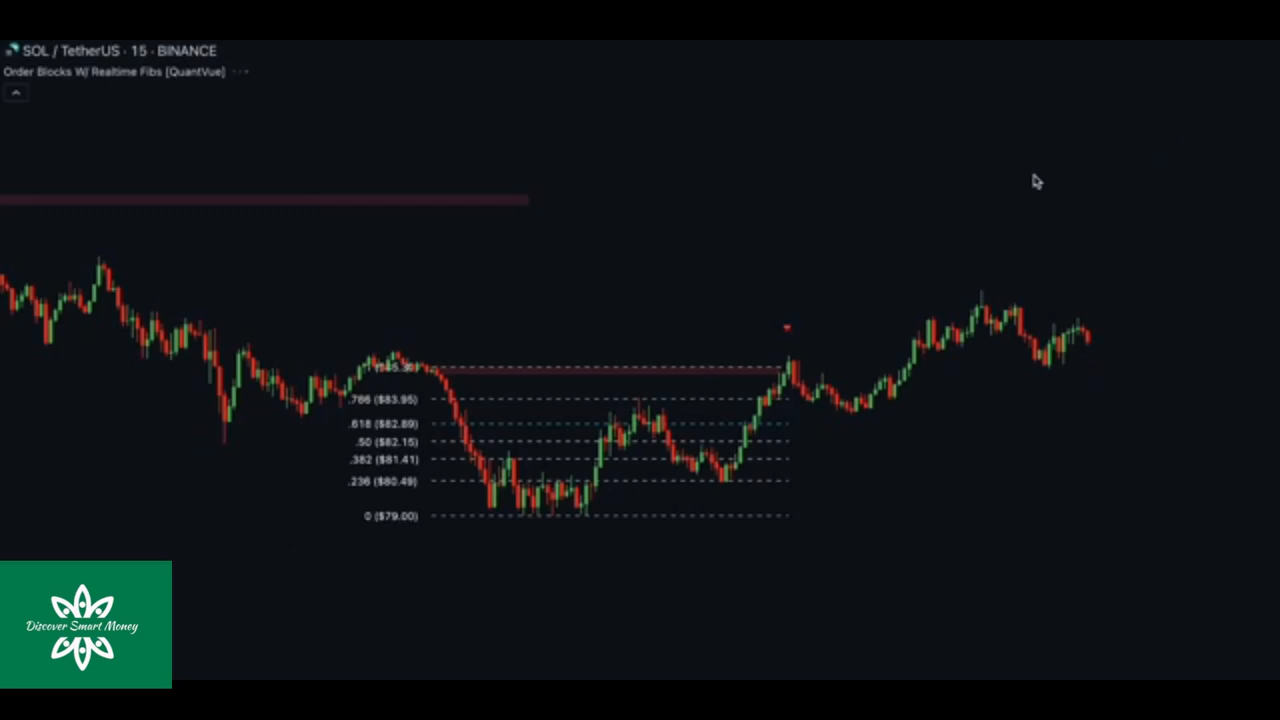 SOL / TetherUS · 15 · BINANCE
Order Blocks W/ Realtime Fibs [QuantVue]
.786 ($83.95)
.618 ($82.89)
.50 ($82.15)
.382 ($81.41)
.236 ($80.49)
0 ($79.00)
Discover Smart Money